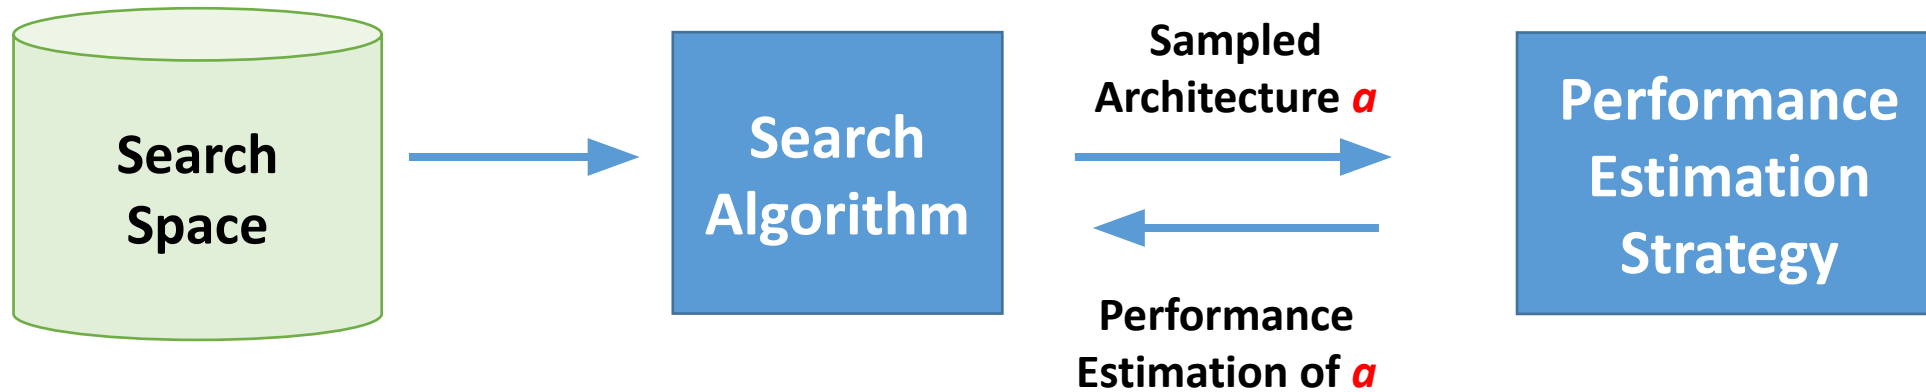 Search
Space
Search
Algorithm
Sampled
Architecture a
Performance
Estimation of a
Performance
Estimation
Strategy